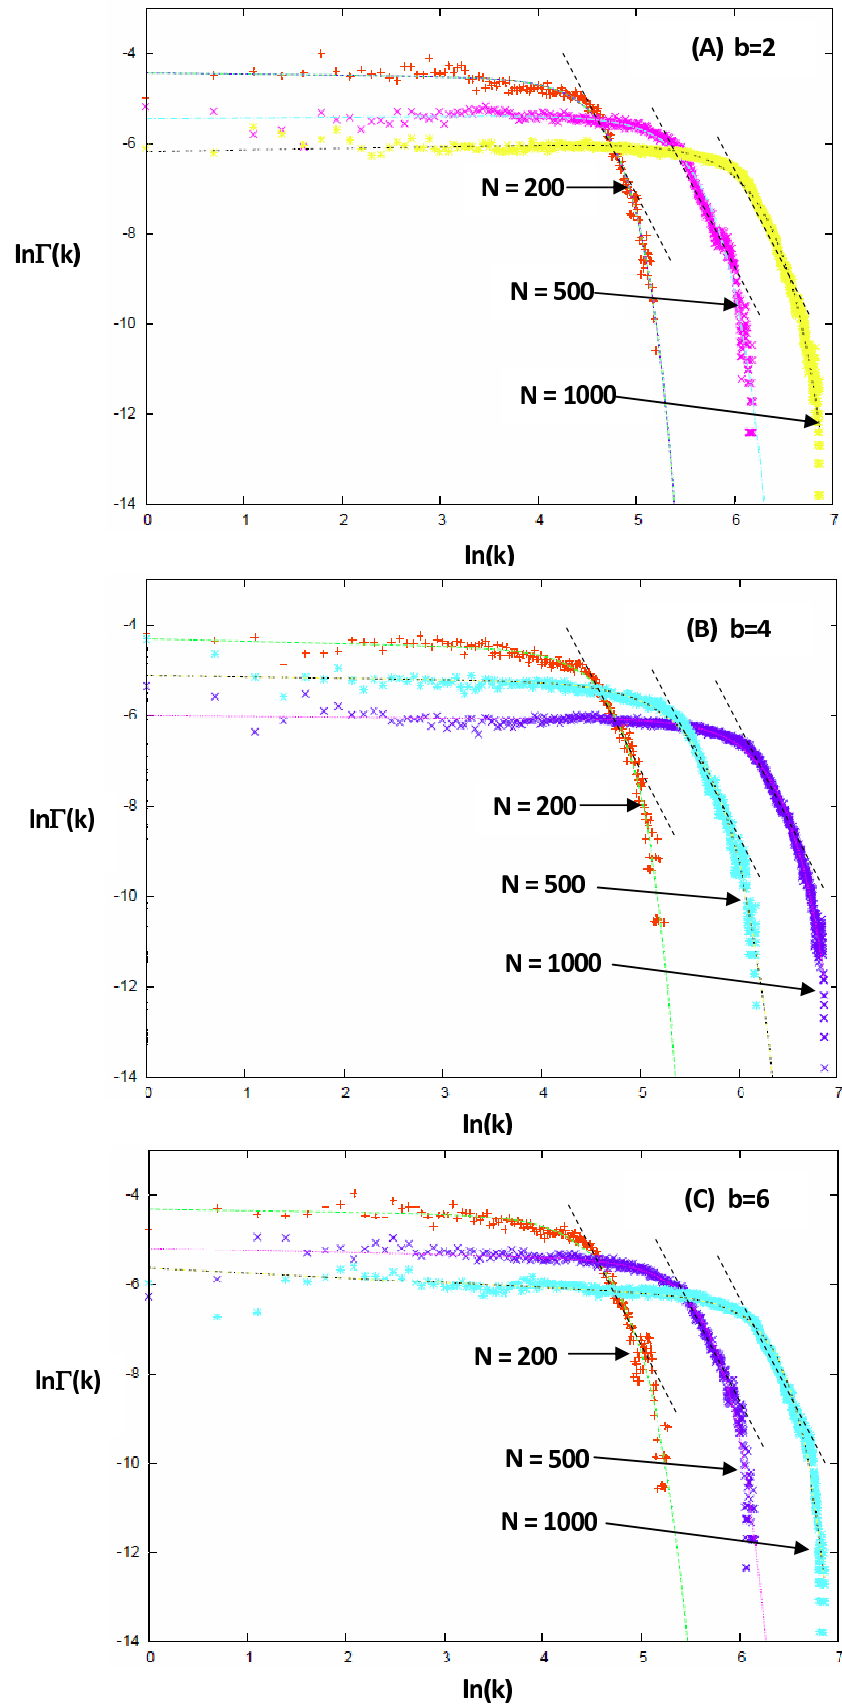 (A) b=2
-4
-6
-8
-10
-12
-14
lnΓ(k)
N = 200
N = 500
N = 1000
0 1 2 3 4 5 6 7
ln(k)
(B) b=4
-4
-6
-8
-10
-12
-14
lnΓ(k)
N = 200
N = 500
N = 1000
0 1 2 3 4 5 6 7
ln(k)
(C) b=6
-4
-6
-8
-10
-12
-14
lnΓ(k)
N = 200
N = 500
N = 1000
0 1 2 3 4 5 6 7
ln(k)